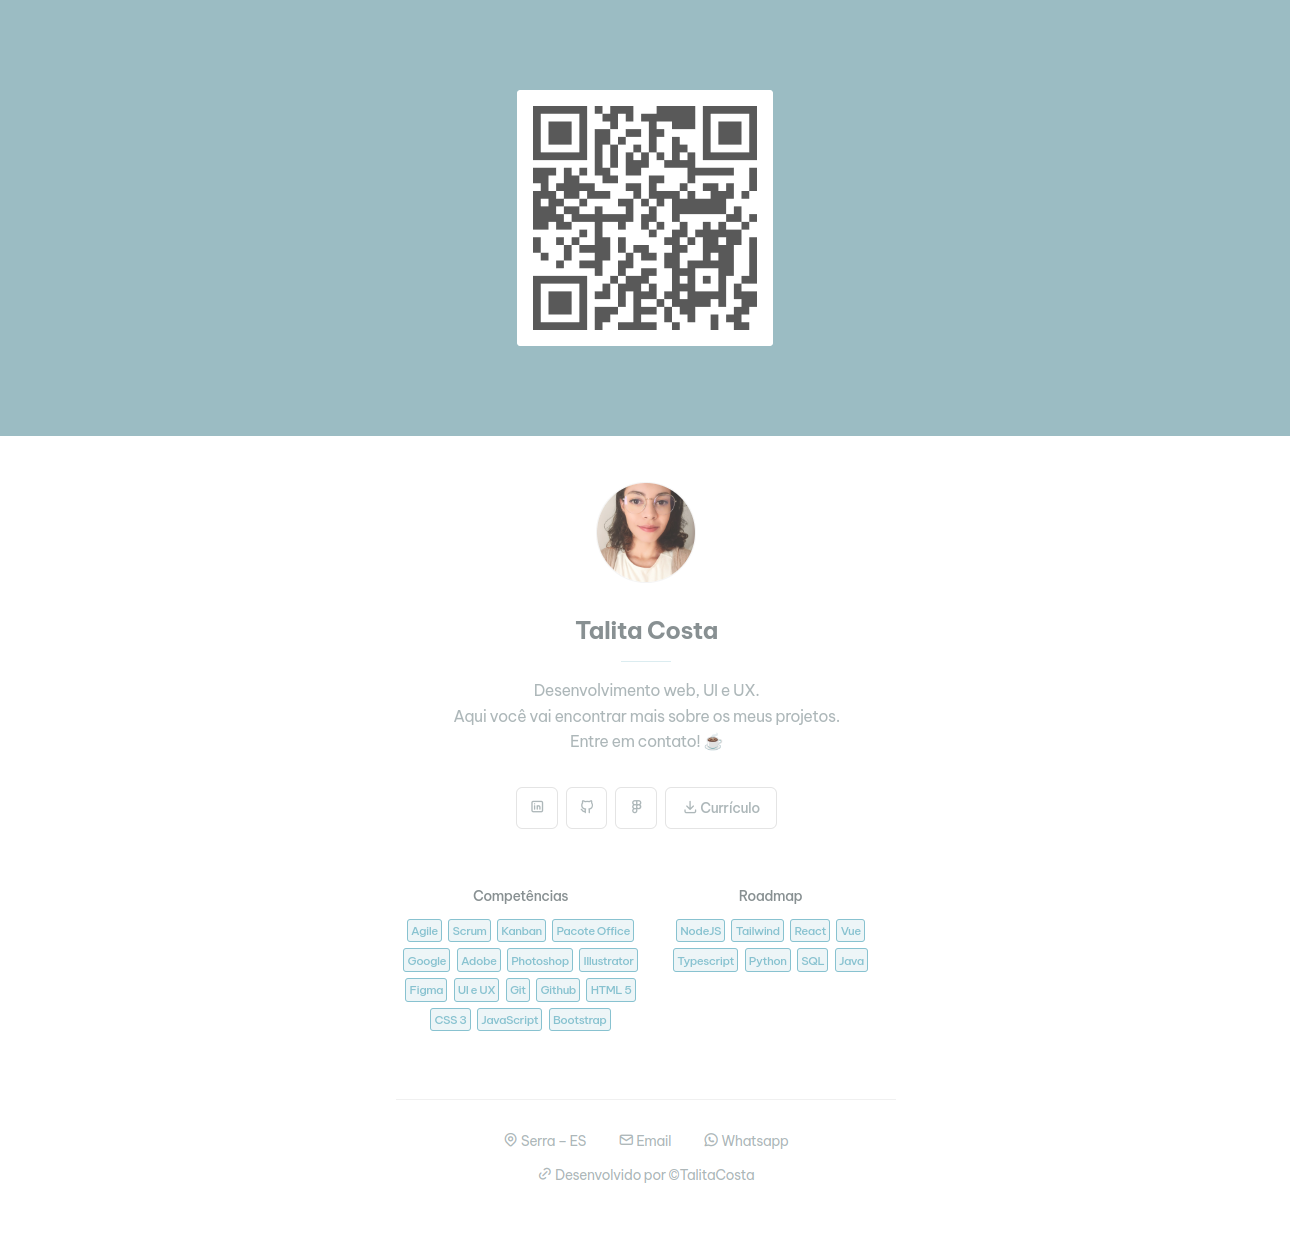 Talita Costa
Desenvolvimento web, UI e UX.
Aqui você vai encontrar mais sobre os meus projetos.
Entre em contato! ☕
Currículo
Competências
Agile Scrum Kanban Pacote Office
Google Adobe Photoshop Illustrator
Figma UI e UX Git Github HTML 5
CSS 3 JavaScript Bootstrap
Roadmap
NodeJS Tailwind React Vue
Typescript Python SQL Java
Serra – ES Email Whatsapp
Desenvolvido por ©TalitaCosta